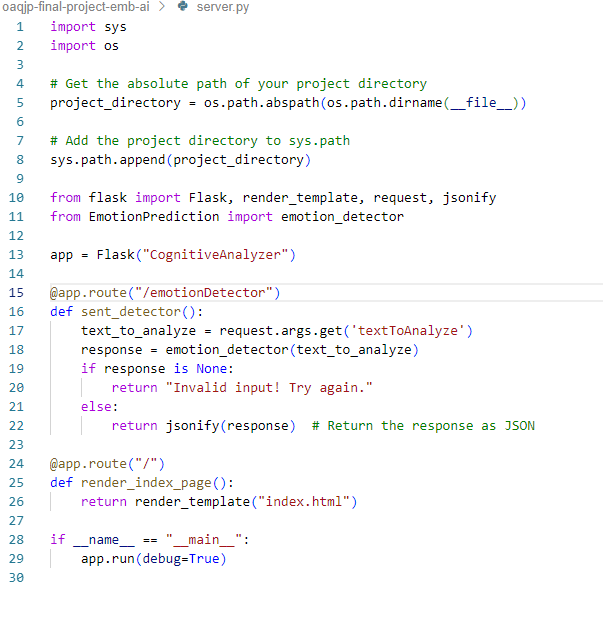 oaqjp-final-project-emb-ai > server.py
1 import sys
2 import os
3
4 # Get the absolute path of your project directory
5 project_directory = os.path.abspath(os.path.dirname(__file__))
6
7 # Add the project directory to sys.path
8 sys.path.append(project_directory)
9
10 from flask import Flask, render_template, request, jsonify
11 from EmotionPrediction import emotion_detector
12
13 app = Flask("CognitiveAnalyzer")
14
15 @app.route("/emotionDetector")
16 def sent_detector():
17     text_to_analyze = request.args.get('textToAnalyze')
18     response = emotion_detector(text_to_analyze)
19     if response is None:
20         return "Invalid input! Try again."
21     else:
22         return jsonify(response)  # Return the response as JSON
23
24 @app.route("/")
25 def render_index_page():
26     return render_template("index.html")
27
28 if __name__ == "__main__":
29     app.run(debug=True)
30